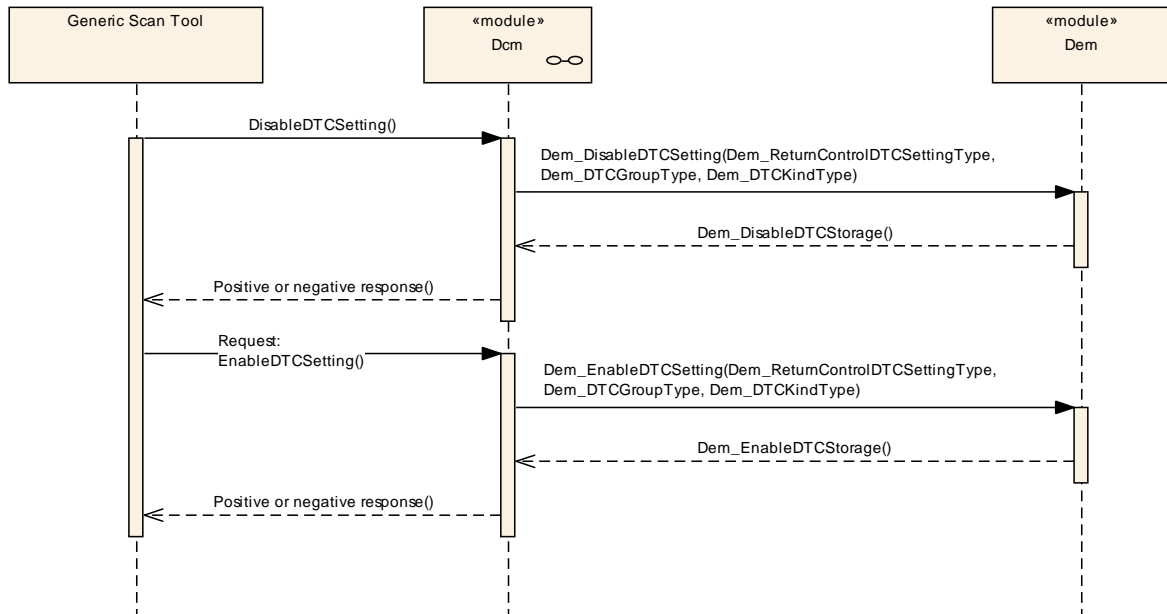 Generic Scan Tool
«module»
Dcm
«module»
Dem
DisableDTCSetting()
Dem_DisableDTCSetting(Dem_ReturnControlDTCSettingType,
Dem_DTCGroupType, Dem_DTCKindType)
Dem_DisableDTCStorage()
Positive or negative response()
Request:
EnableDTCSetting()
Dem_EnableDTCSetting(Dem_ReturnControlDTCSettingType,
Dem_DTCGroupType, Dem_DTCKindType)
Dem_EnableDTCStorage()
Positive or negative response()